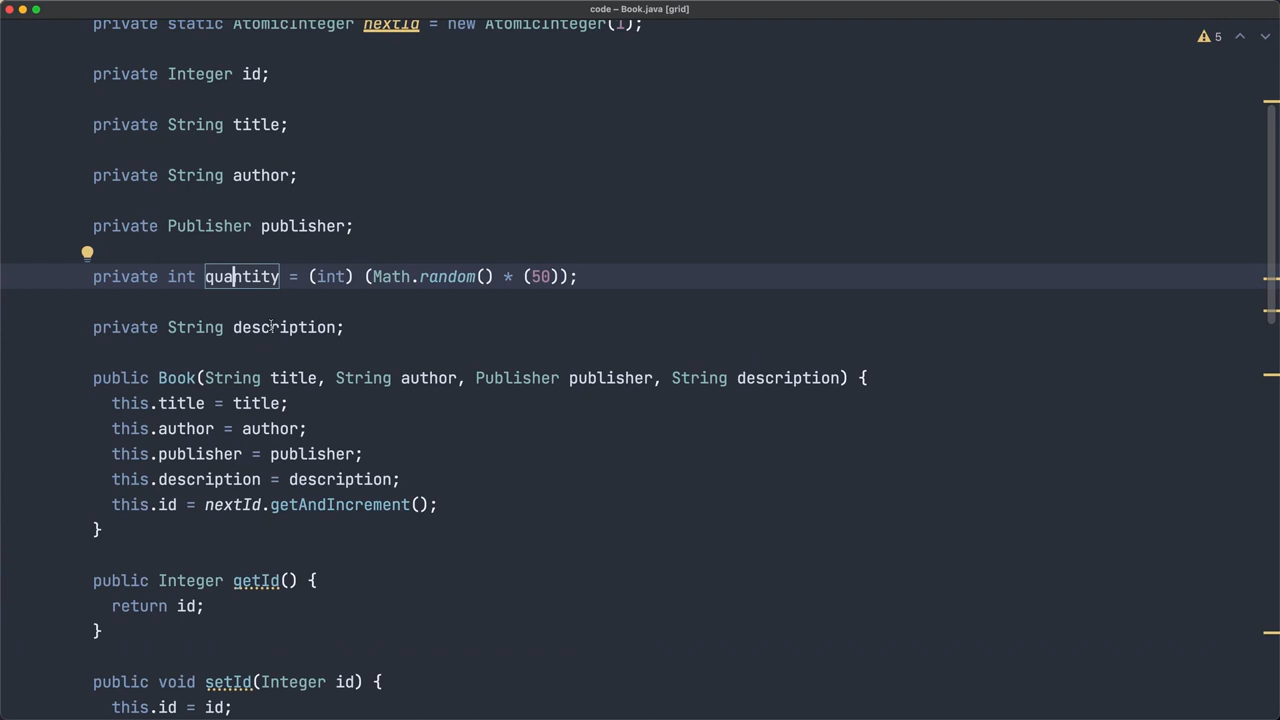 code – Book.java [grid]
private static AtomicInteger nextId = new AtomicInteger(1);
5
private Integer id;
private String title;
private String author;
private Publisher publisher;
private int quantity = (int) (Math.random() * (50));
private String description;
public Book(String title, String author, Publisher publisher, String description) {
this.title = title;
this.author = author;
this.publisher = publisher;
this.description = description;
this.id = nextId.getAndIncrement();
}
public Integer getId() {
return id;
}
public void setId(Integer id) {
this.id = id;